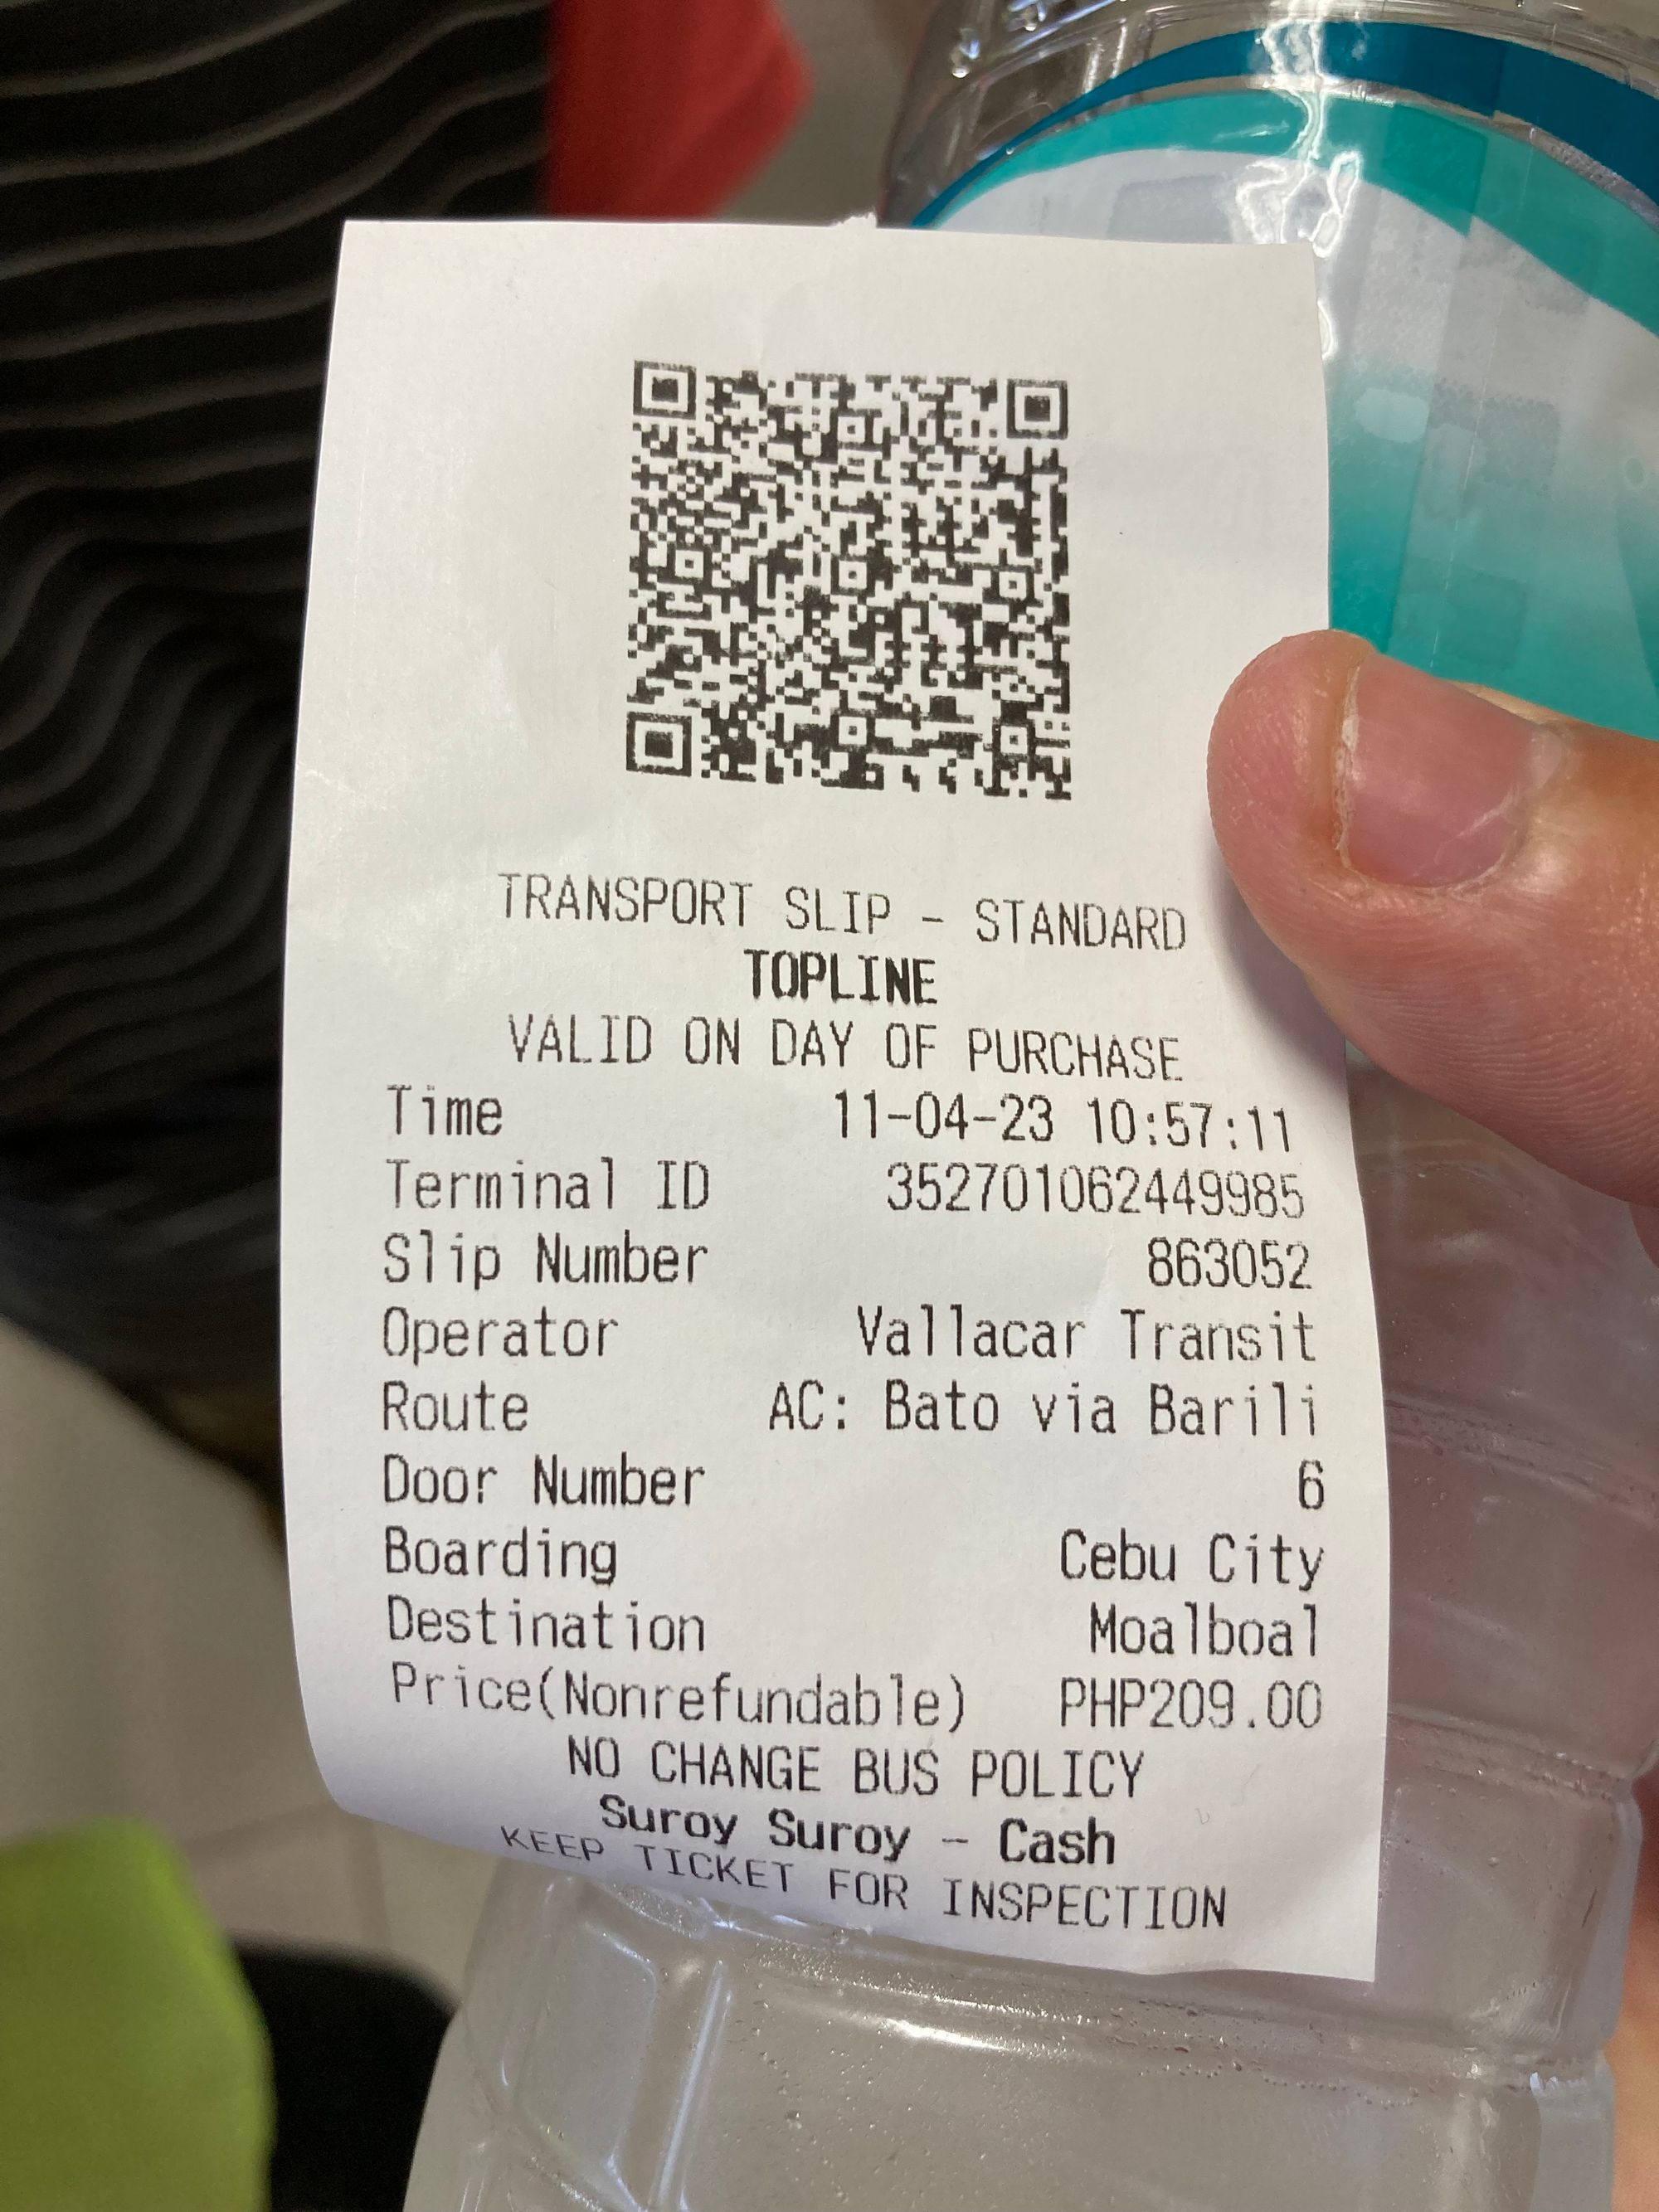 TRANSPORT SLIP - STANDARD
TOPLINE
VALID ON DAY OF PURCHASE
Time 11-04-23 10:57:11
Terminal ID 352701062449985
Slip Number 863052
Operator Vallacar Transit
Route AC: Bato via Barili
Door Number 6
Boarding Cebu City
Destination Moalboal
Price(Nonrefundable) PHP209.00
NO CHANGE BUS POLICY
Suroy Suroy - Cash
KEEP TICKET FOR INSPECTION